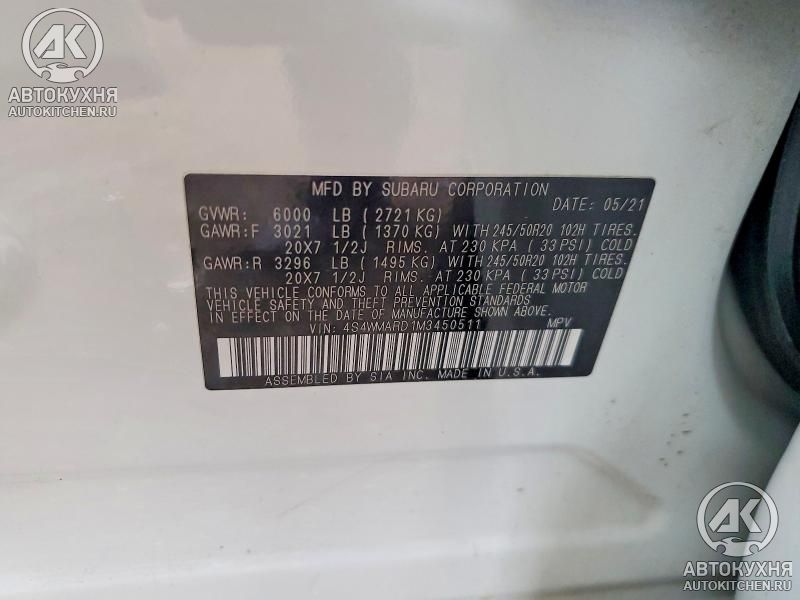 AK
АВТОКУХНЯ
AUTOKITCHEN.RU
MFD BY SUBARU CORPORATION
DATE: 05/21
GVWR: 6000 LB ( 2721 KG)
GAWR:F 3021 LB ( 1370 KG) WITH 245/50R20 102H TIRES.
20X7 1/2J RIMS. AT 230 KPA ( 33 PSI) COLD
GAWR:R 3296 LB ( 1495 KG) WITH 245/50R20 102H TIRES.
20X7 1/2J RIMS. AT 230 KPA ( 33 PSI) COLD
THIS VEHICLE CONFORMS TO ALL APPLICABLE FEDERAL MOTOR
VEHICLE SAFETY AND THEFT PREVENTION STANDARDS
IN EFFECT ON THE DATE OF MANUFACTURE SHOWN ABOVE.
VIN: 4S4WMARD1M3450511 MPV
ASSEMBLED BY SIA INC. MADE IN U.S.A.
AK
АВТОКУХНЯ
AUTOKITCHEN.RU